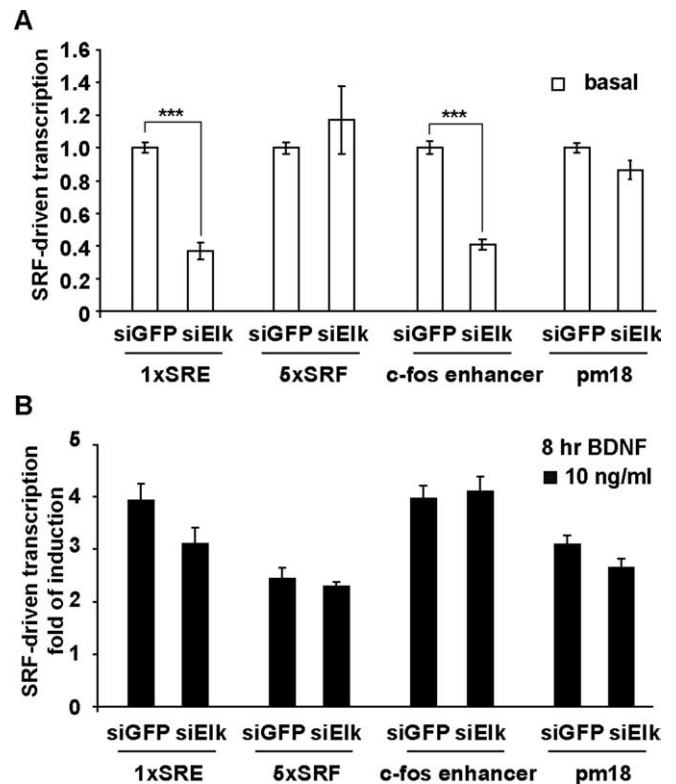 A
SRF-driven transcription
1.6
1.4
1.2
1.0
0.8
0.6
0.4
0.2
0
basal
***
***
siGFP siElk siGFP siElk siGFP siElk siGFP siElk
1xSRE 5xSRF c-fos enhancer pm18
B
SRF-driven transcription
fold of induction
5
4
3
2
1
0
8 hr BDNF
10 ng/ml
siGFP siElk siGFP siElk siGFP siElk siGFP siElk
1xSRE 5xSRF c-fos enhancer pm18